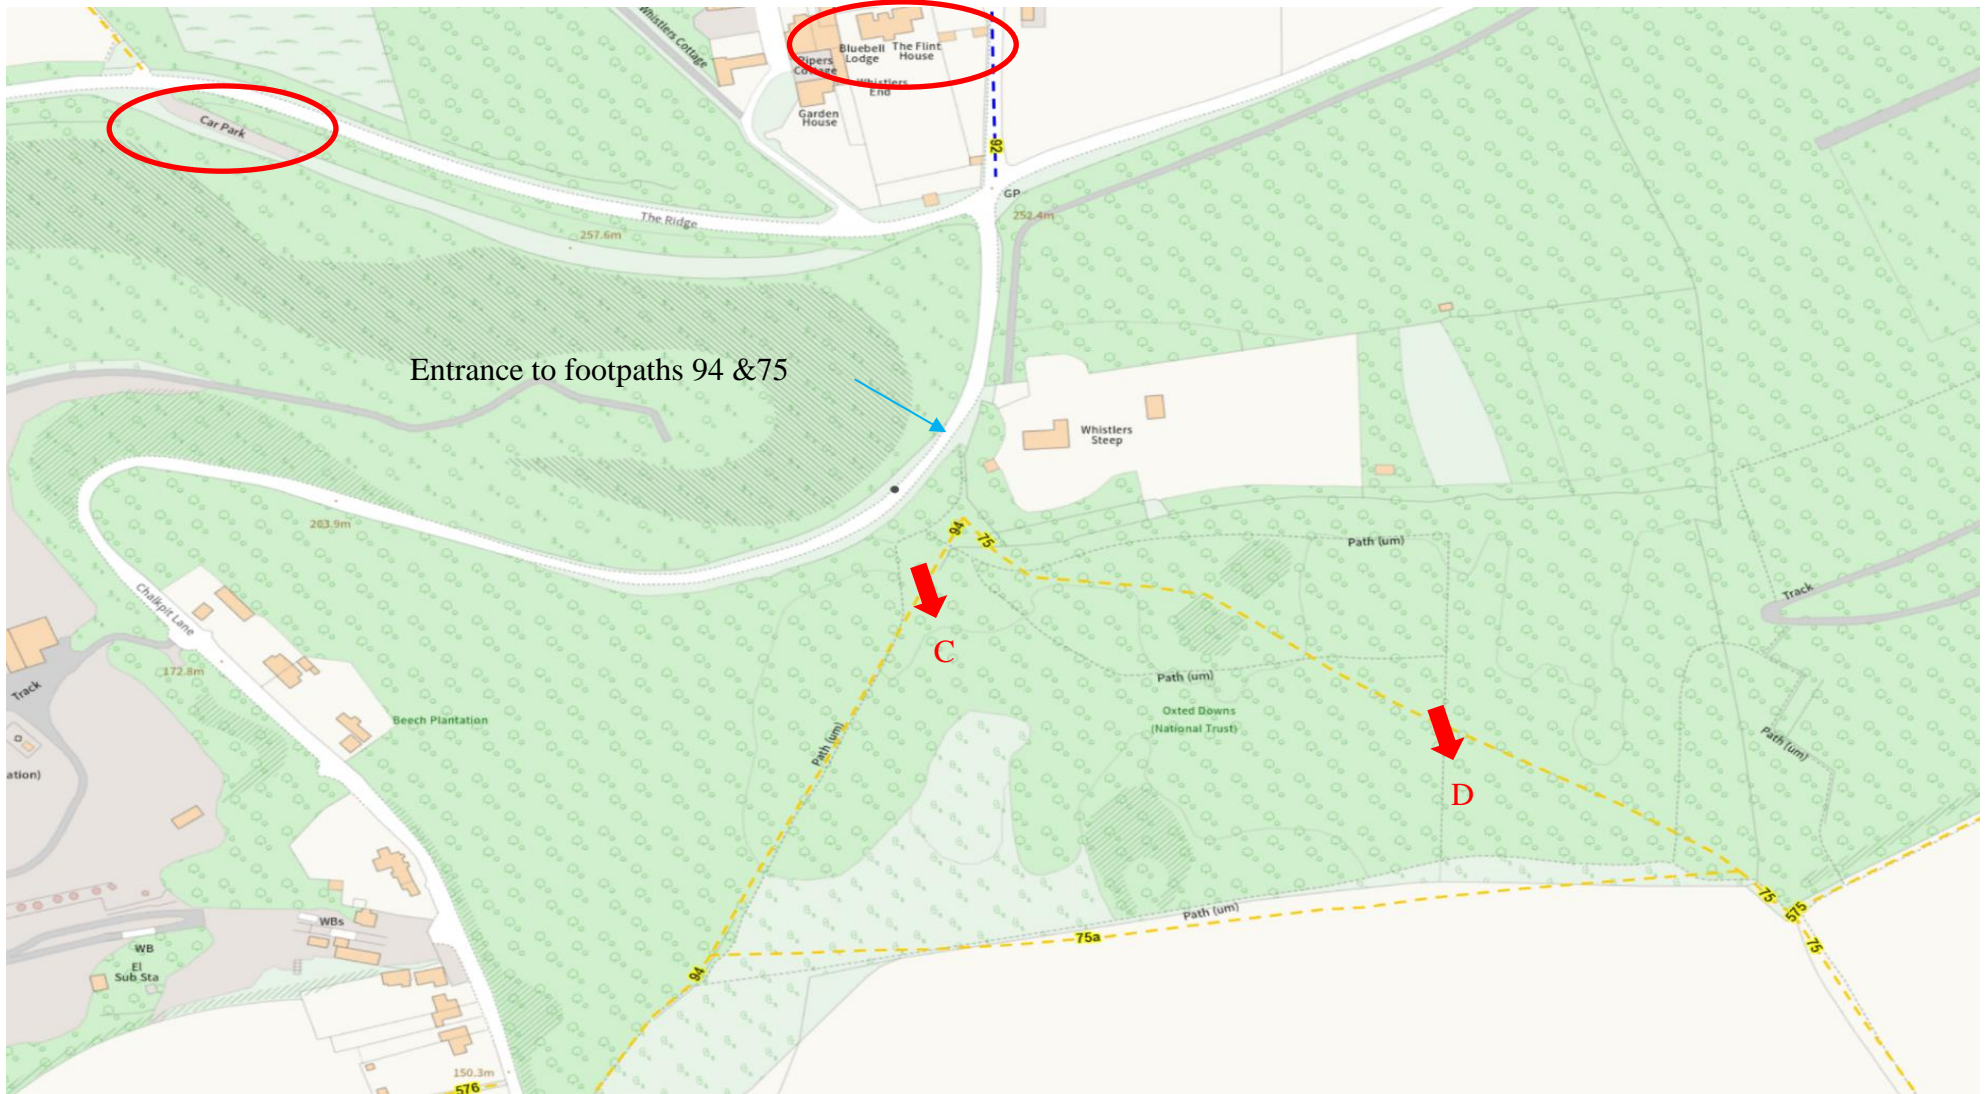 Whistlers Cottage
Bluebell
Lodge
The Flint
House
Pipers
Cottage
Whistlers
End
Garden
House
Car Park
92
The Ridge
GP
252.4m
257.6m
Entrance to footpaths 94 &75
Whistlers
Steep
203.9m
94
75
Path (um)
Chalkpit Lane
Track
C
172.8m
Path (um)
Track
Beech Plantation
Oxted Downs
(National Trust)
Path (um)
Path (um)
ation)
D
75
575
WBs
Path (um)
75a
75
WB
El
Sub Sta
94
150.3m
576